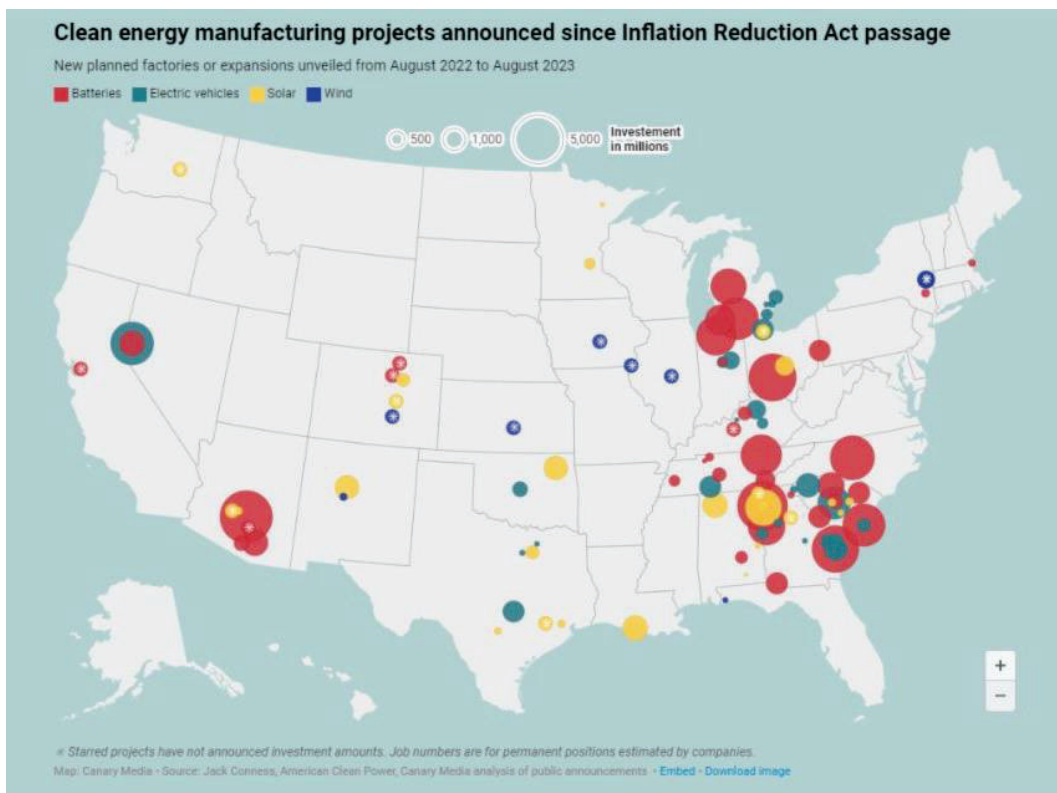 Clean energy manufacturing projects announced since Inflation Reduction Act passage
New planned factories or expansions unveiled from August 2022 to August 2023
Batteries Electric vehicles Solar Wind
500 1,000 5,000 Investement
in millions
+
−
* Starred projects have not announced investment amounts. Job numbers are for permanent positions estimated by companies.
Map: Canary Media • Source: Jack Conness, American Clean Power, Canary Media analysis of public announcements • Embed • Download image